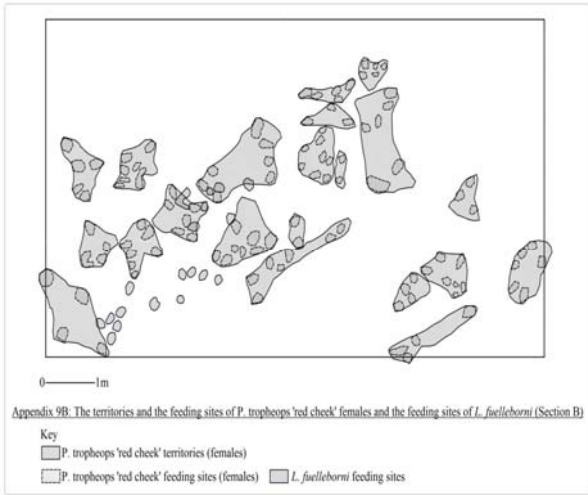 0 1m
Appendix 9B: The territories and the feeding sites of P. tropheops 'red cheek' females and the feeding sites of L. fuelleborni (Section B)
Key
P. tropheops 'red cheek' territories (females)
P. tropheops 'red cheek' feeding sites (females) L. fuelleborni feeding sites